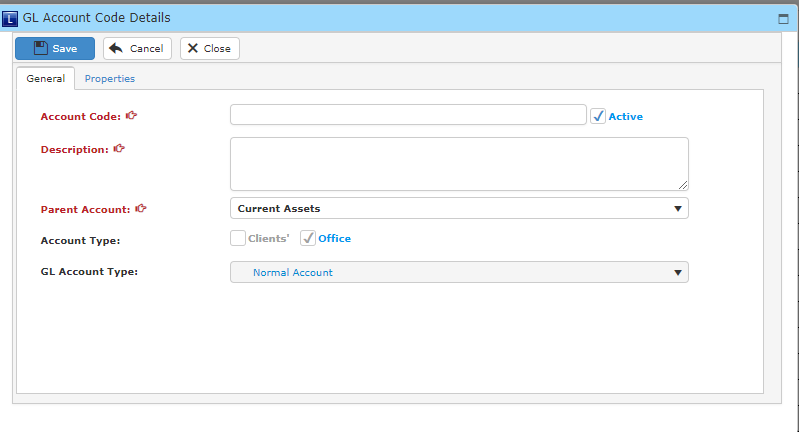 L GL Account Code Details
Save Cancel Close
General Properties
Account Code: Active
Description:
Parent Account: Current Assets
Account Type: Clients' Office
GL Account Type: Normal Account